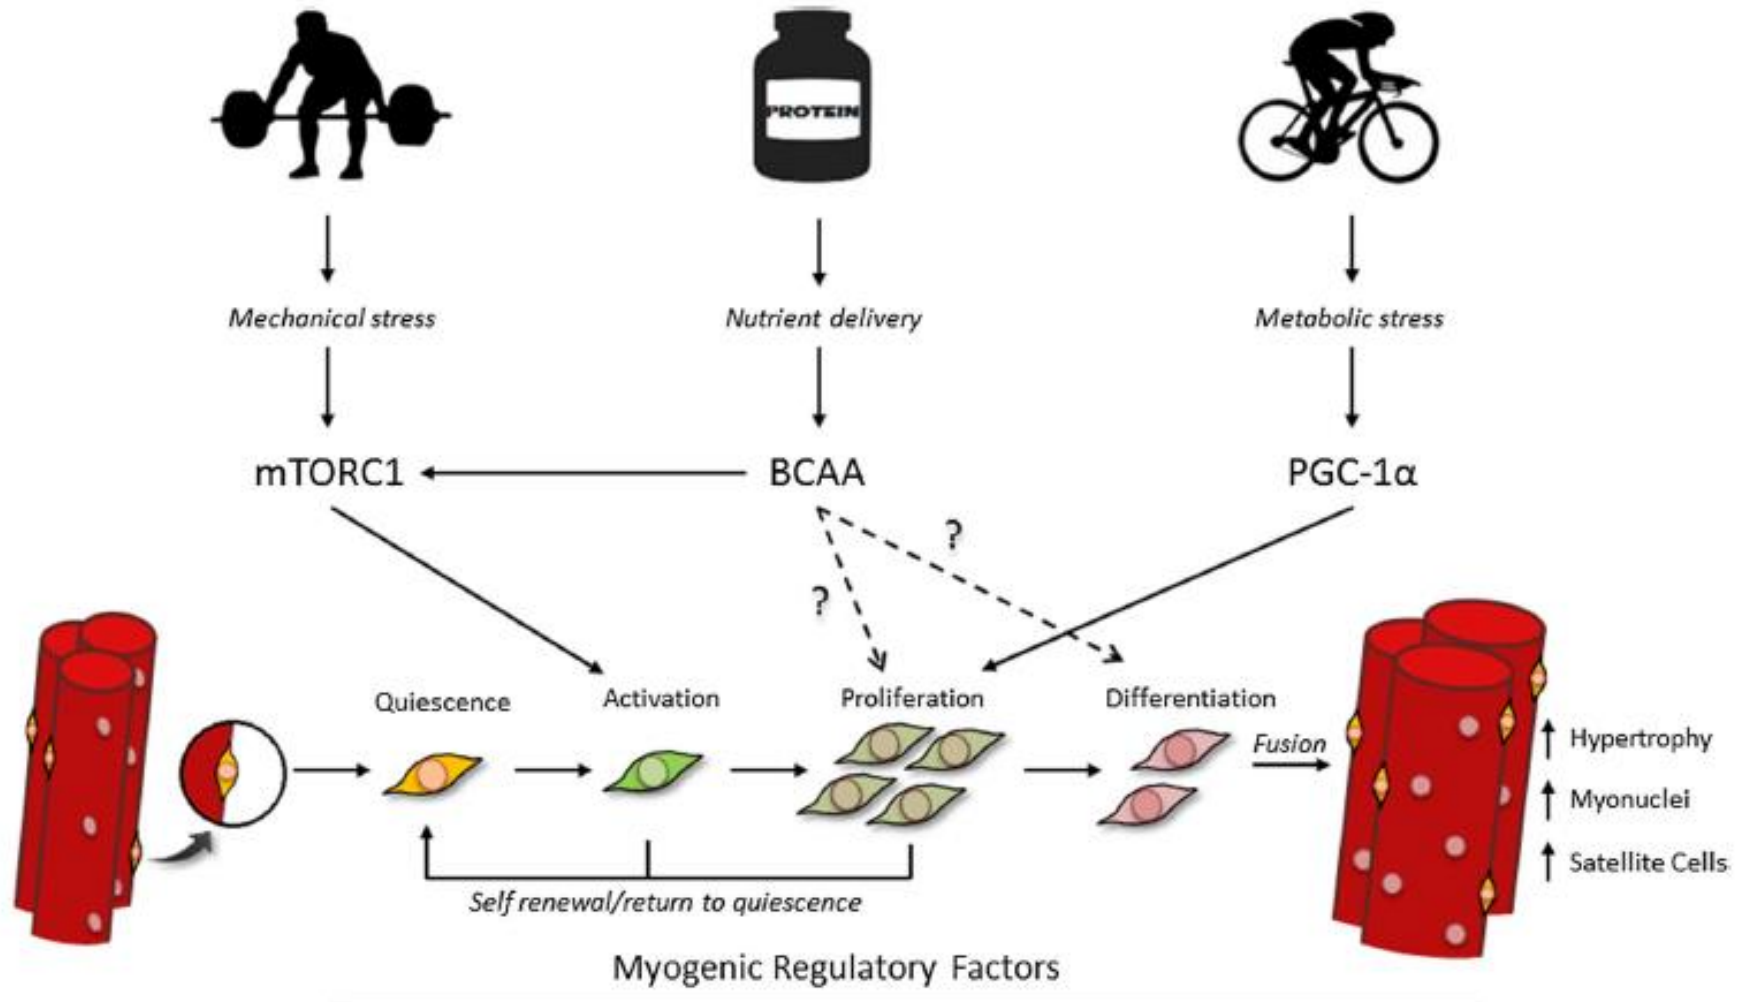 PROTEIN
Mechanical stress
Nutrient delivery
Metabolic stress
mTORC1
BCAA
PGC-1α
?
?
Quiescence
Activation
Proliferation
Differentiation
Fusion
Hypertrophy
Myonuclei
Satellite Cells
Self renewal/return to quiescence
Myogenic Regulatory Factors